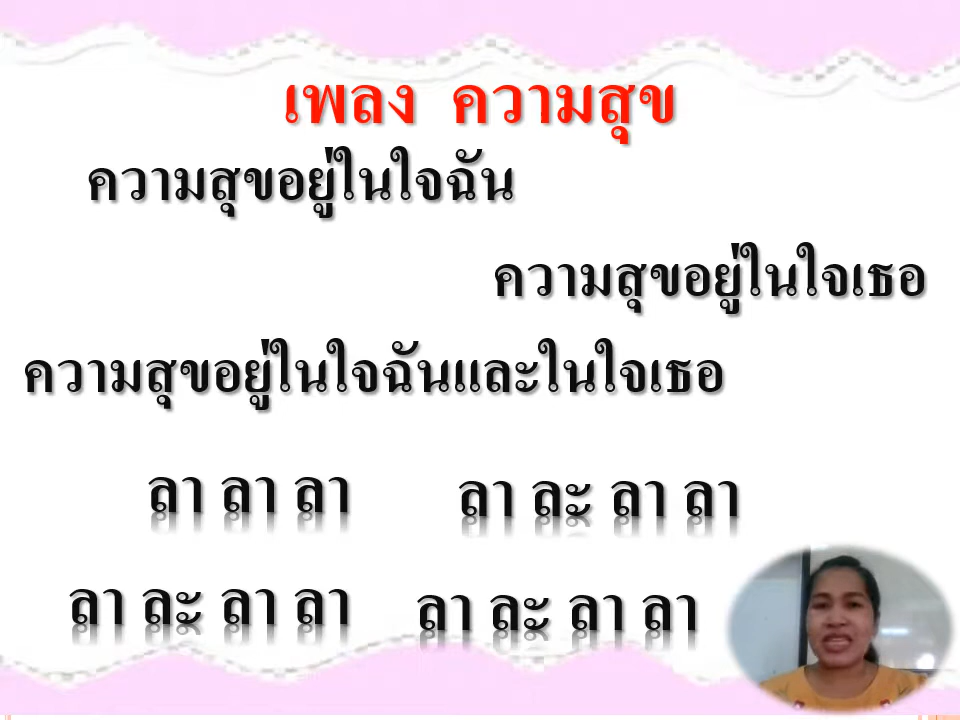 เพลง ความสุข
ความสุขอยู่ในใจฉัน
ความสุขอยู่ในใจเธอ
ความสุขอยู่ในใจฉันและในใจเธอ
ลา ลา ลา ลา ละ ลา ลา
ลา ละ ลา ลา ลา ละ ลา ลา